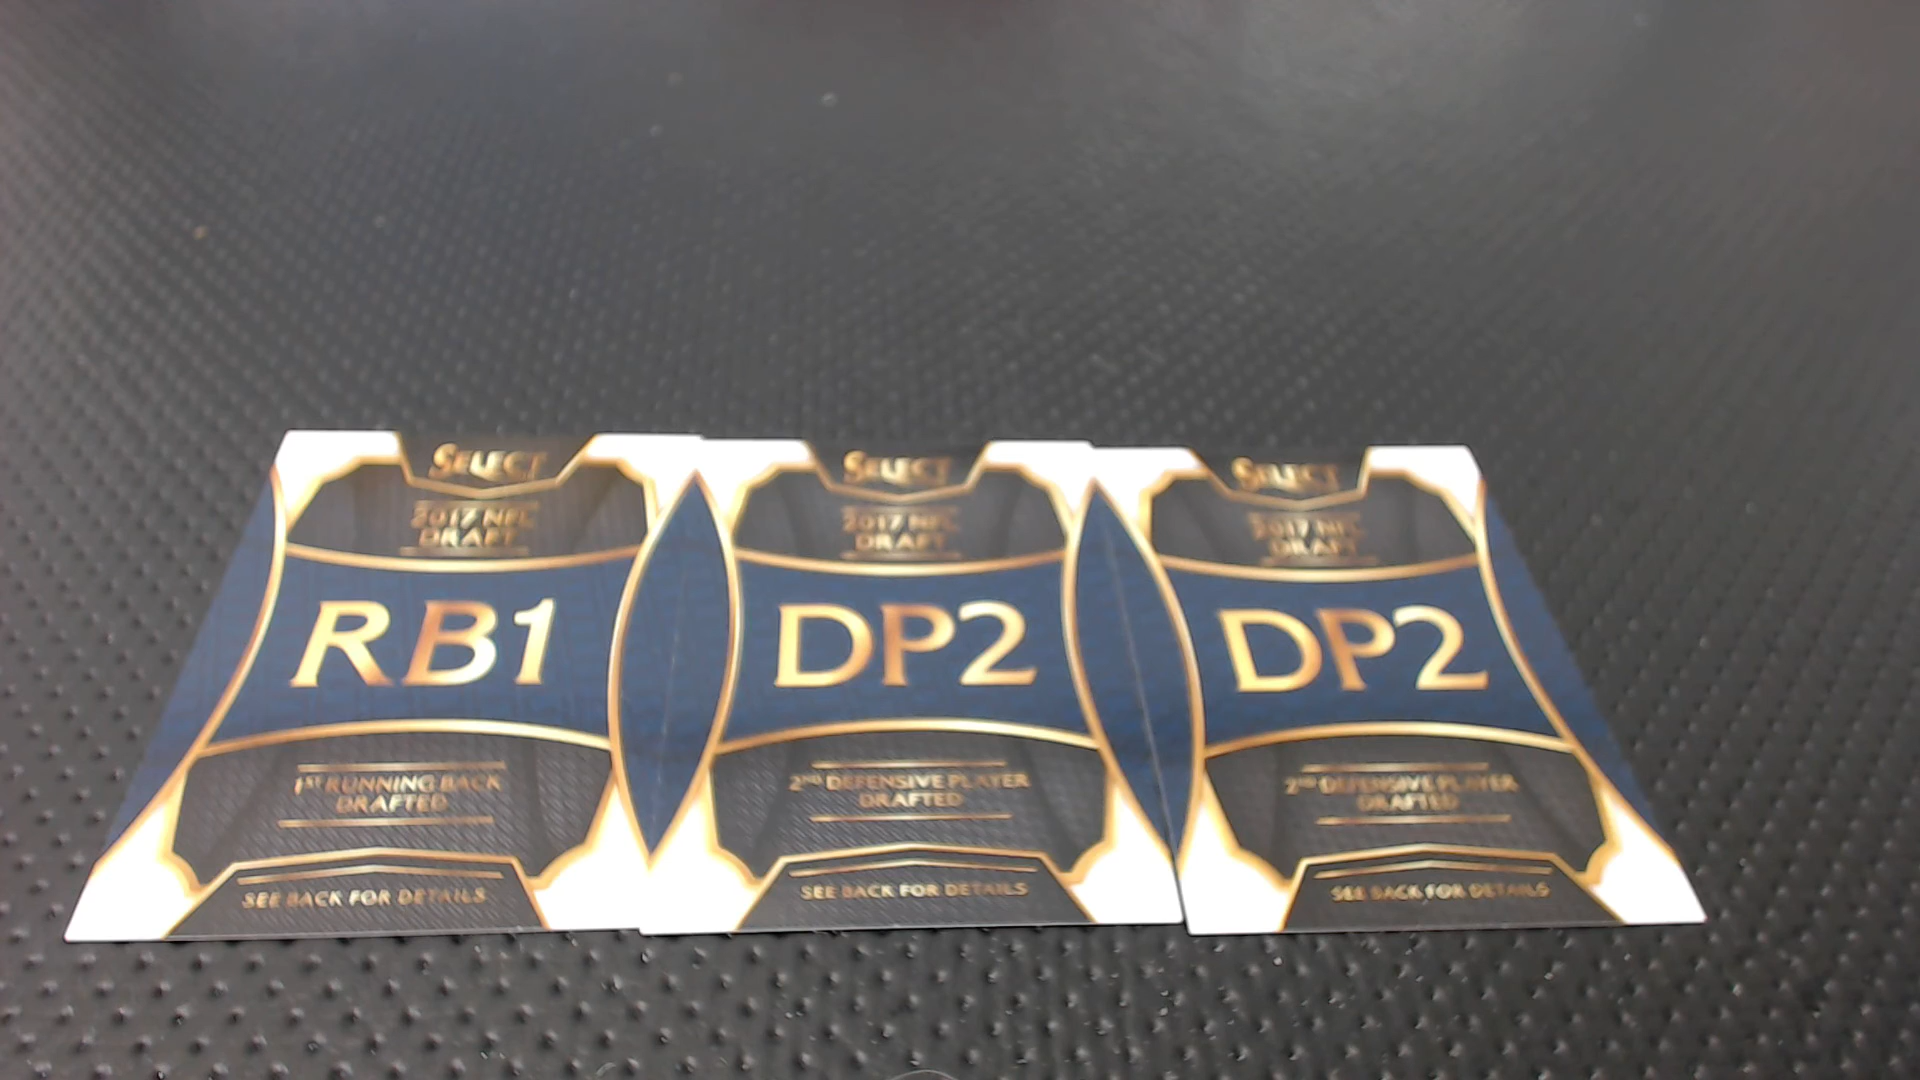 SELECT
2017 NFL
DRAFT
RB1
1ST RUNNING BACK
DRAFTED
SEE BACK FOR DETAILS
SELECT
2017 NFL
DRAFT
DP2
2ND DEFENSIVE PLAYER
DRAFTED
SEE BACK FOR DETAILS
SELECT
2017 NFL
DRAFT
DP2
2ND DEFENSIVE PLAYER
DRAFTED
SEE BACK FOR DETAILS